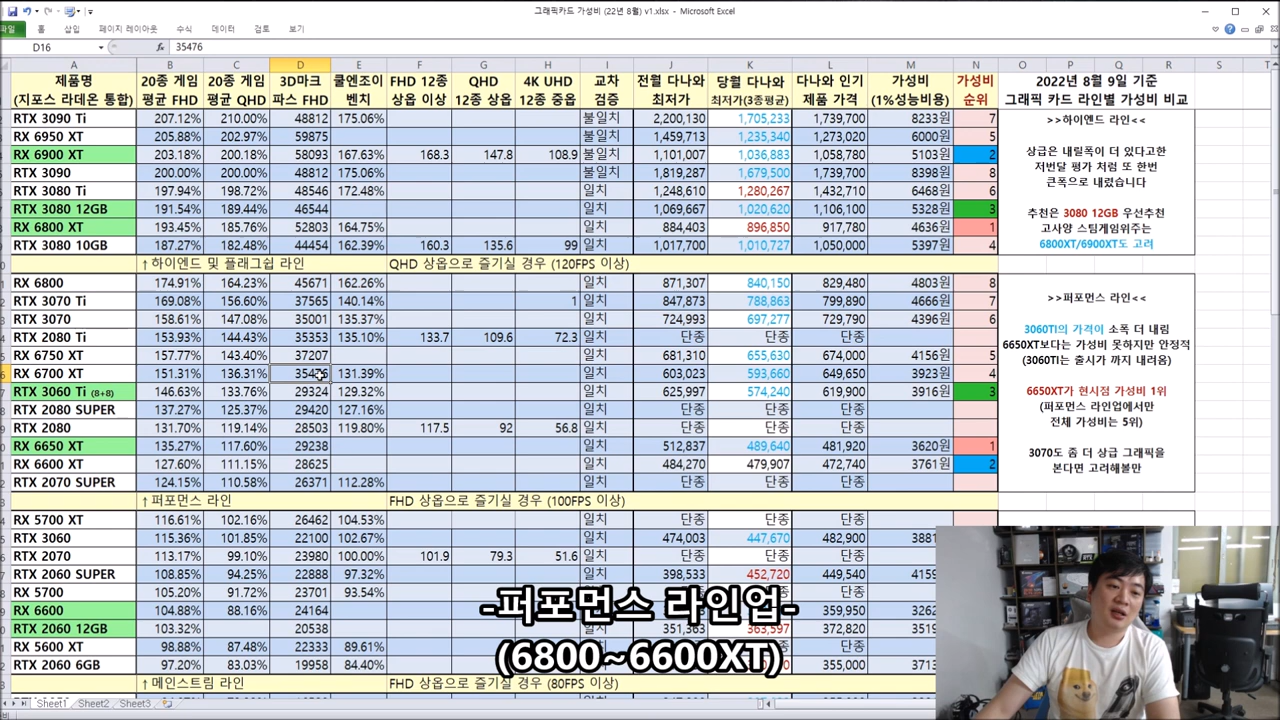 그래픽카드 가성비 (22년 8월) v1.xlsx - Microsoft Excel
파일 홈 삽입 페이지 레이아웃 수식 데이터 검토 보기
D16 fx 35476
A B C D E F G H I J K L M N O P Q R S T
제품명 (지포스 라데온 통합) 20종 게임 평균 FHD 20종 게임 평균 QHD 3D마크 파스 FHD 쿨엔조이 벤치 FHD 12종 상옵 이상 QHD 12종 상옵 4K UHD 12종 중옵 교차 검증 전월 다나와 최저가 당월 다나와 최저가(3종평균) 다나와 인기 제품 가격 가성비 (1%성능비용) 가성비 순위
RTX 3090 Ti 207.12% 210.00% 48812 175.06% 불일치 2,200,130 1,705,233 1,739,700 8233원 7
RX 6950 XT 205.88% 202.97% 59875 불일치 1,459,713 1,235,340 1,273,020 6000원 5
RX 6900 XT 203.18% 200.18% 58093 167.63% 168.3 147.8 108.9 불일치 1,101,007 1,036,883 1,058,780 5103원 2
RTX 3090 200.00% 200.00% 48812 175.06% 불일치 1,819,287 1,679,500 1,739,700 8398원 8
RTX 3080 Ti 197.94% 198.72% 48546 172.48% 일치 1,248,610 1,280,267 1,432,710 6468원 6
RTX 3080 12GB 191.54% 189.44% 46544 일치 1,069,667 1,020,620 1,106,100 5328원 3
RX 6800 XT 193.45% 185.76% 52803 164.75% 일치 884,403 896,850 917,760 4636원 1
RTX 3080 10GB 187.27% 182.48% 44454 162.39% 160.3 135.6 99 일치 1,017,700 1,010,727 1,050,000 5397원 4
↑ 하이엔드 및 플래그쉽 라인 QHD 상옵으로 즐기실 경우 (120FPS 이상)
RX 6800 174.91% 164.23% 45671 162.26% 일치 871,307 840,150 829,480 4803원 8
RTX 3070 Ti 169.08% 156.60% 37565 140.14% 1 일치 847,873 788,863 799,890 4666원 7
RTX 3070 158.61% 147.08% 35001 135.37% 일치 724,993 697,277 729,790 4396원 6
RTX 2080 Ti 153.93% 144.43% 35353 135.10% 133.7 109.6 72.3 일치 단종 단종 단종
RX 6750 XT 157.77% 143.40% 37207 일치 681,310 655,630 674,000 4156원 5
RX 6700 XT 151.31% 136.31% 35476 131.39% 일치 603,023 593,660 649,650 3923원 4
RTX 3060 Ti (8+8) 146.63% 133.76% 29324 129.32% 일치 625,997 574,240 619,900 3916원 3
RTX 2080 SUPER 137.27% 125.37% 29420 127.16% 일치 단종 단종 단종
RTX 2080 131.70% 119.14% 28503 119.80% 117.5 92 56.8 일치 단종 단종 단종
RX 6650 XT 135.27% 117.60% 29238 일치 512,837 489,640 481,920 3620원 1
RX 6600 XT 127.60% 111.15% 28625 일치 484,270 479,907 472,740 3761원 2
RTX 2070 SUPER 124.15% 110.58% 26371 112.28% 일치 단종 단종 단종
↑ 퍼포먼스 라인 FHD 상옵으로 즐기실 경우 (100FPS 이상)
RX 5700 XT 116.61% 102.16% 26462 104.53% 일치 단종 단종 단종
RTX 3060 115.36% 101.85% 22100 102.67% 일치 474,003 447,670 482,900 3881
RTX 2070 113.17% 99.10% 23980 100.00% 101.9 79.3 51.6 일치 단종 단종 단종
RTX 2060 SUPER 108.85% 94.25% 22888 97.32% 일치 398,533 452,720 449,540 4159
RX 5700 105.20% 91.72% 23701 93.54%
RX 6600 104.88% 88.16% 24164 359,950 3262
RTX 2060 12GB 103.32% 20538 351,363 363,597 372,820 3519
RX 5600 XT 98.88% 87.48% 22333 89.61%
RTX 2060 6GB 97.20% 83.03% 19958 84.40% 355,000 3713
↑ 메인스트림 라인 FHD 상옵으로 즐기실 경우 (80FPS 이상)
2022년 8월 9일 기준
그래픽 카드 라인별 가성비 비교
>>하이엔드 라인<<
상급은 내릴폭이 더 있다고한
저번달 평가 처럼 또 한번
큰폭으로 내렸습니다
추천은 3080 12GB 우선추천
고사양 스팀게임위주는
6800XT/6900XT도 고려
>>퍼포먼스 라인<<
3060TI의 가격이 소폭 더 내림
6650XT보다는 가성비 못하지만 안정적
(3060TI는 출시가 까지 내려옴)
6650XT가 현시점 가성비 1위
(퍼포먼스 라인업에서만
전체 가성비는 5위)
3070도 좀 더 상급 그래픽을
본다면 고려해볼만
-퍼포먼스 라인업-
(6800~6600XT)
Sheet1 Sheet2 Sheet3